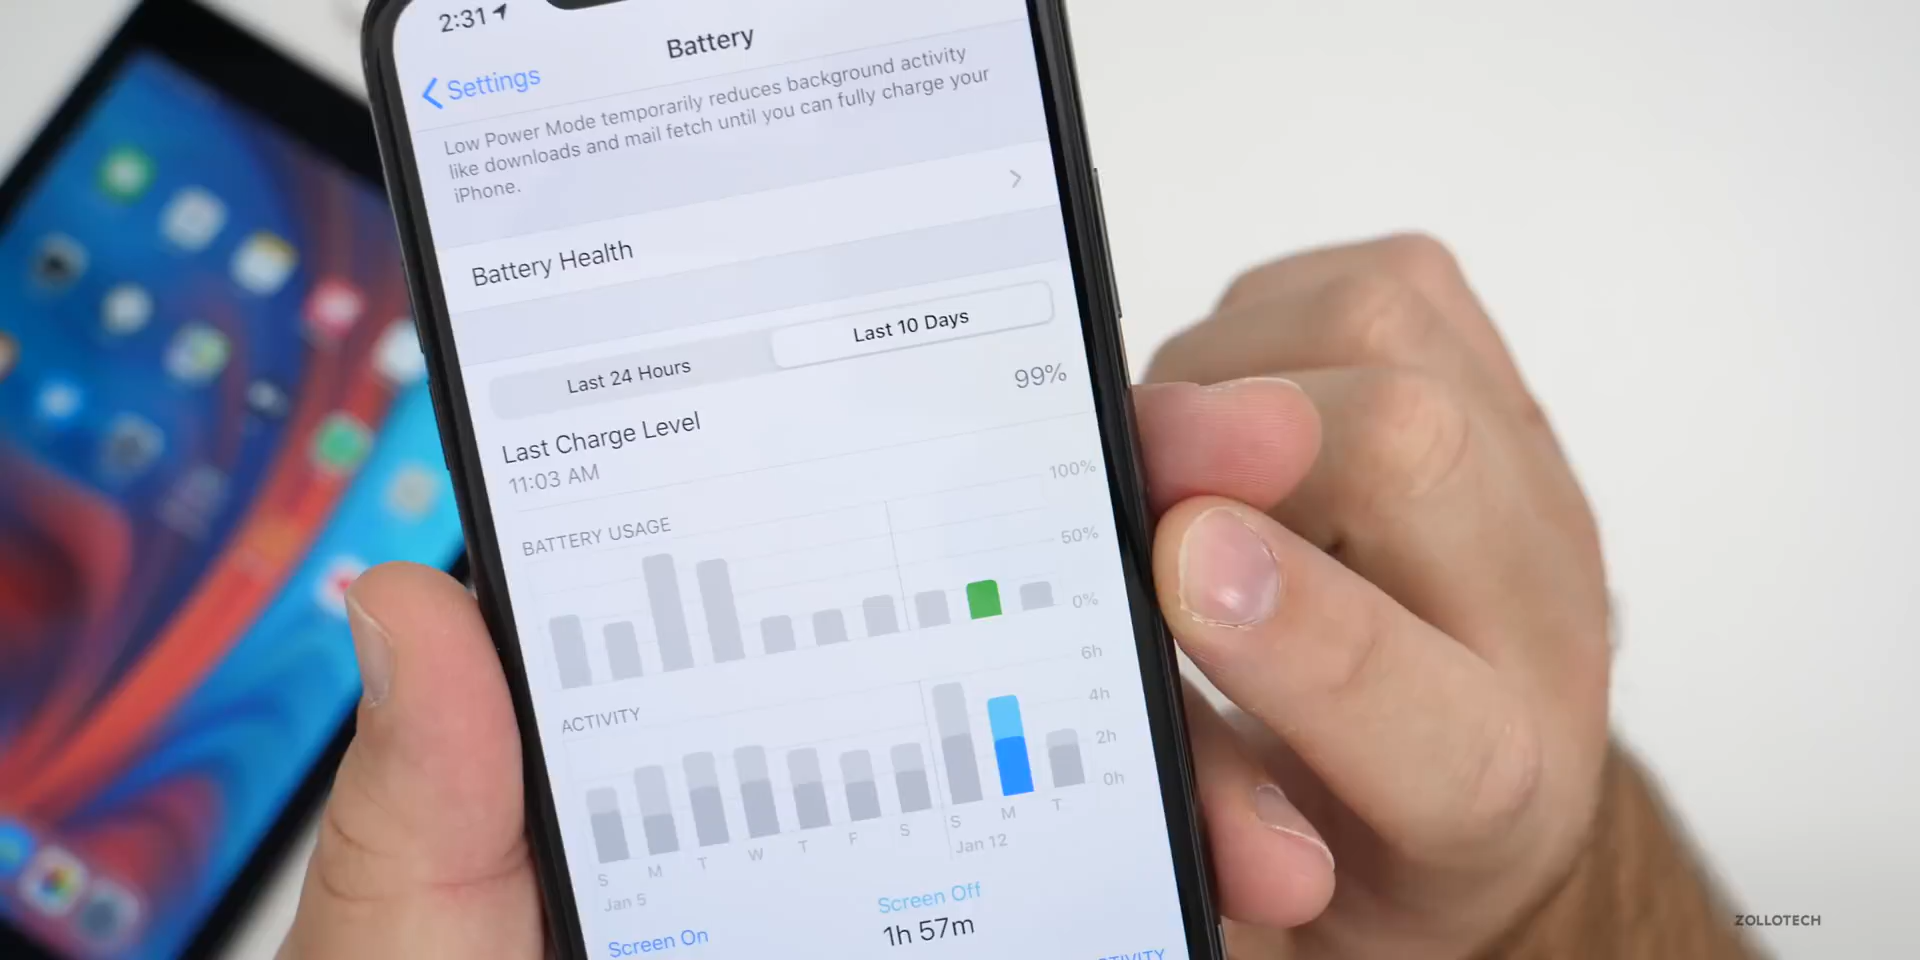 2:31
Settings
Battery
Low Power Mode temporarily reduces background activity
like downloads and mail fetch until you can fully charge your
iPhone.
Battery Health
Last 24 Hours
Last 10 Days
Last Charge Level
99%
11:03 AM
BATTERY USAGE
100%
50%
0%
ACTIVITY
6h
4h
2h
0h
S M T W T F S S M T
Jan 5
Jan 12
Screen On
Screen Off
1h 57m
ZOLLOTECH